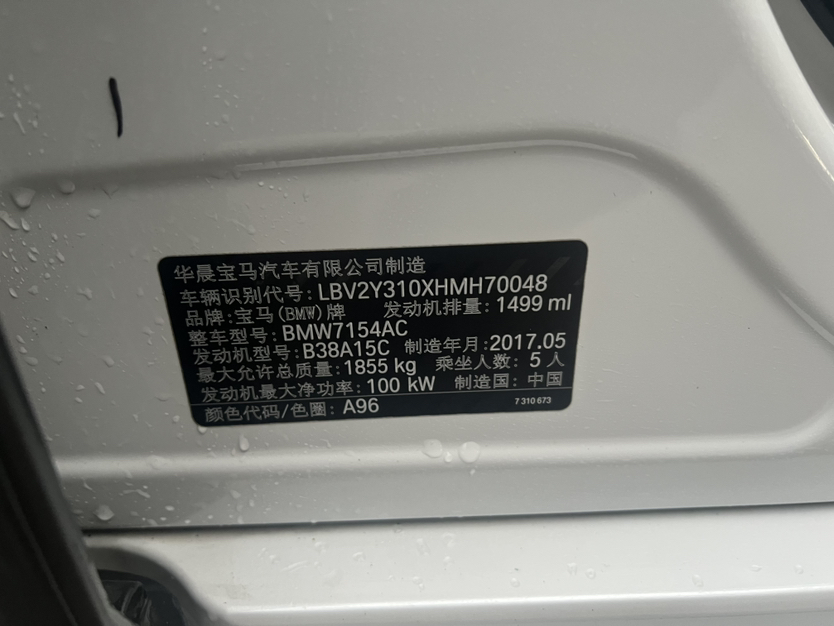 华晨宝马汽车有限公司制造
车辆识别代号: LBV2Y310XHMH70048
品牌:宝马(BMW)牌 发动机排量: 1499 ml
整车型号: BMW7154AC
发动机型号: B38A15C 制造年月: 2017.05
最大允许总质量: 1855 kg 乘坐人数: 5 人
发动机最大净功率: 100 kW 制造国: 中国
颜色代码/色圈: A96 7 310 673